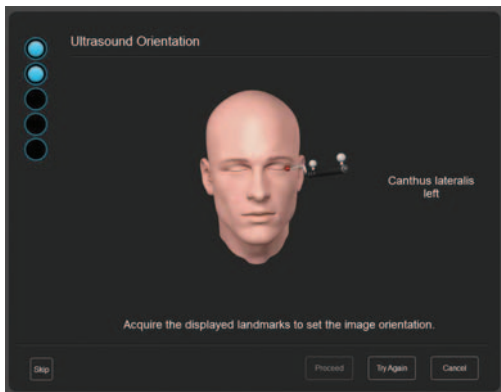 Ultrasound Orientation
Canthus lateralis
left
Acquire the displayed landmarks to set the image orientation.
Skip
Proceed
Try Again
Cancel